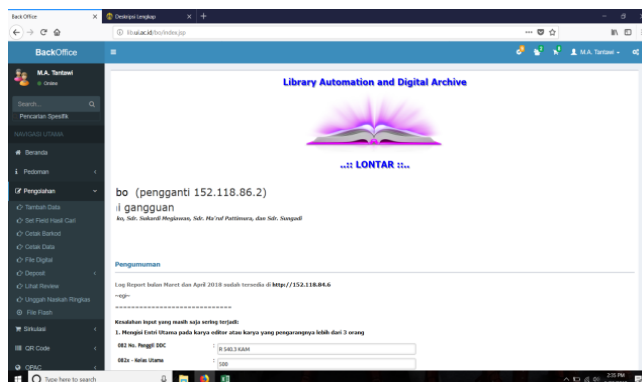 Back Office
Deskripsi Lengkap
lib.ui.ac.id/bo/index.jsp
BackOffice
M.A. Tantawi
M.A. Tantawi
Online
Search...
Pencarian Spesifik
NAVIGASI UTAMA
Beranda
Pedoman
Pengolahan
Tambah Data
Set Field Hasil Cari
Cetak Barkod
Cetak Data
File Digital
Deposit
Lihat Review
Unggah Naskah Ringkas
File Flash
Sirkulasi
QR Code
OPAC
Library Automation and Digital Archive
..:: LONTAR ::..
bo (pengganti 152.118.86.2)
i gangguan
ko, Sdr. Sukardi Megiawan, Sdr. Ma'ruf Pattimura, dan Sdr. Sungadi
Pengumuman
Log Report bulan Maret dan April 2018 sudah tersedia di http://152.118.84.6
--egi--
==============================
Kesalahan input yang masih saja sering terjadi:
1. Mengisi Entri Utama pada karya editor atau karya yang pengarangnya lebih dari 3 orang
082 No. Panggil DDC : R 540.3 KAM
082x - Kelas Utama : 500
Type here to search
2:35 PM